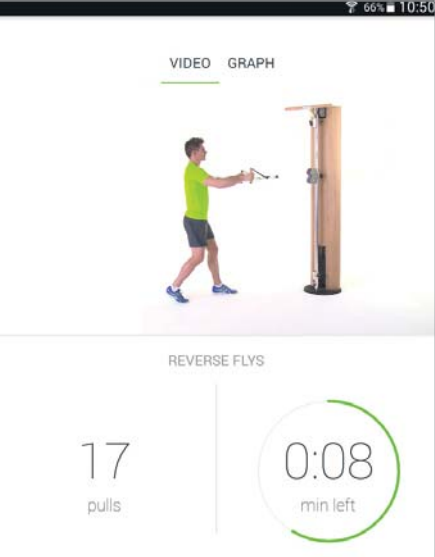 66% 10:50
VIDEO GRAPH
REVERSE FLYS
17
pulls
0:08
min left